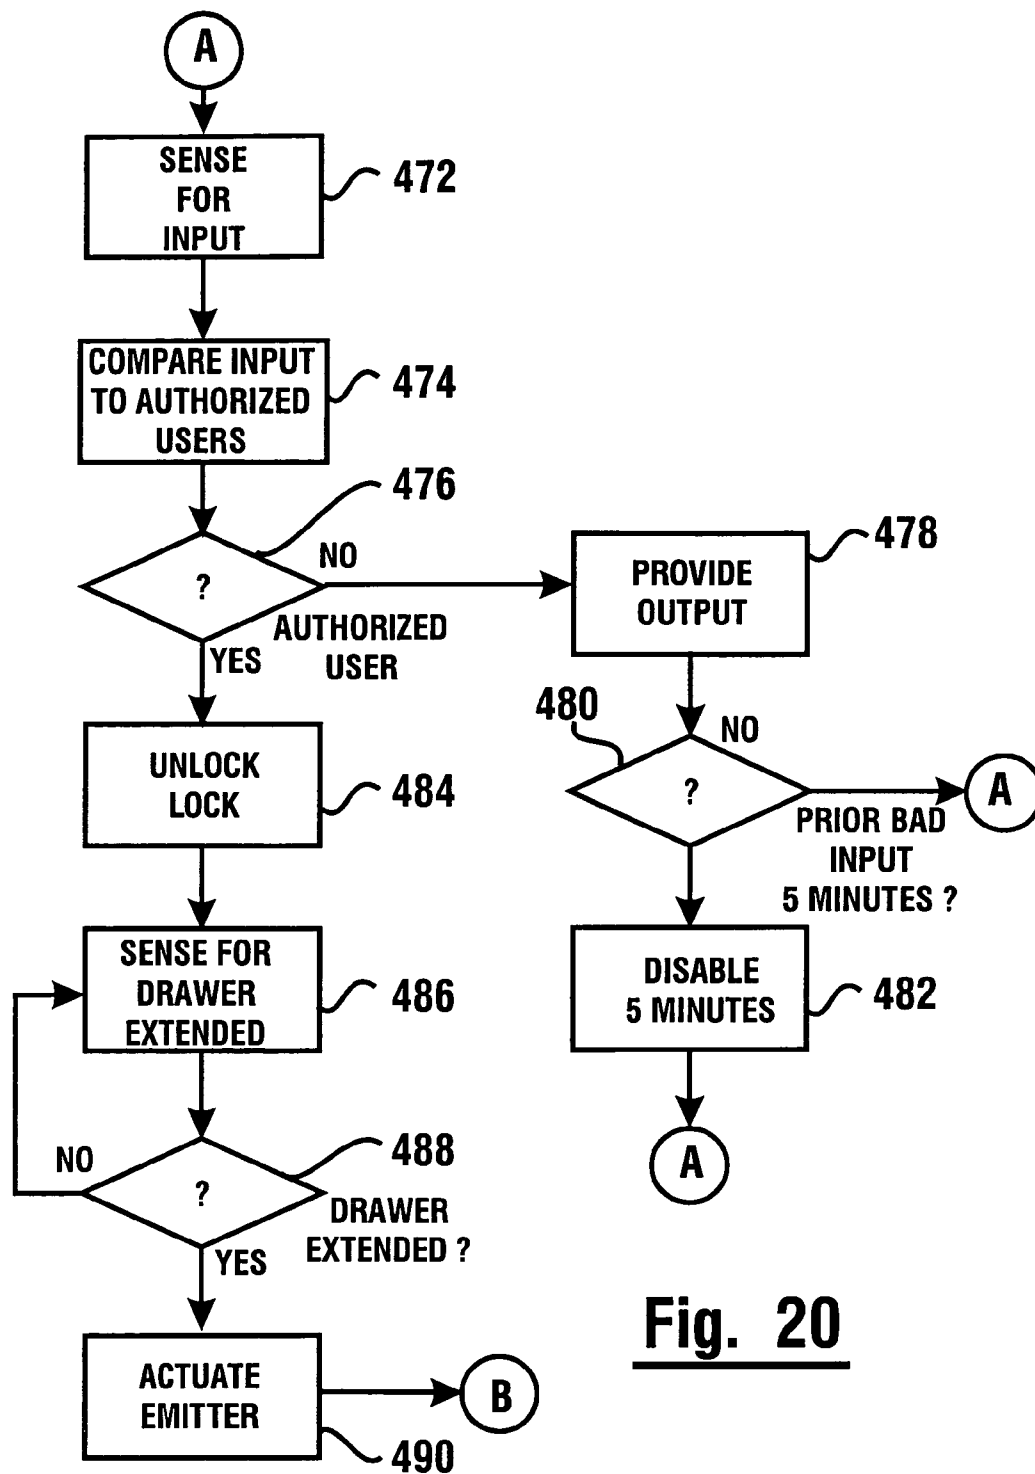 A
SENSE
FOR
INPUT
472
COMPARE INPUT
TO AUTHORIZED
USERS
474
476
?
NO
AUTHORIZED
USER
YES
PROVIDE
OUTPUT
478
480
?
NO
A
PRIOR BAD
INPUT
5 MINUTES ?
DISABLE
5 MINUTES
482
A
UNLOCK
LOCK
484
SENSE FOR
DRAWER
EXTENDED
486
NO
?
488
DRAWER
EXTENDED ?
YES
ACTUATE
EMITTER
490
B
Fig. 20